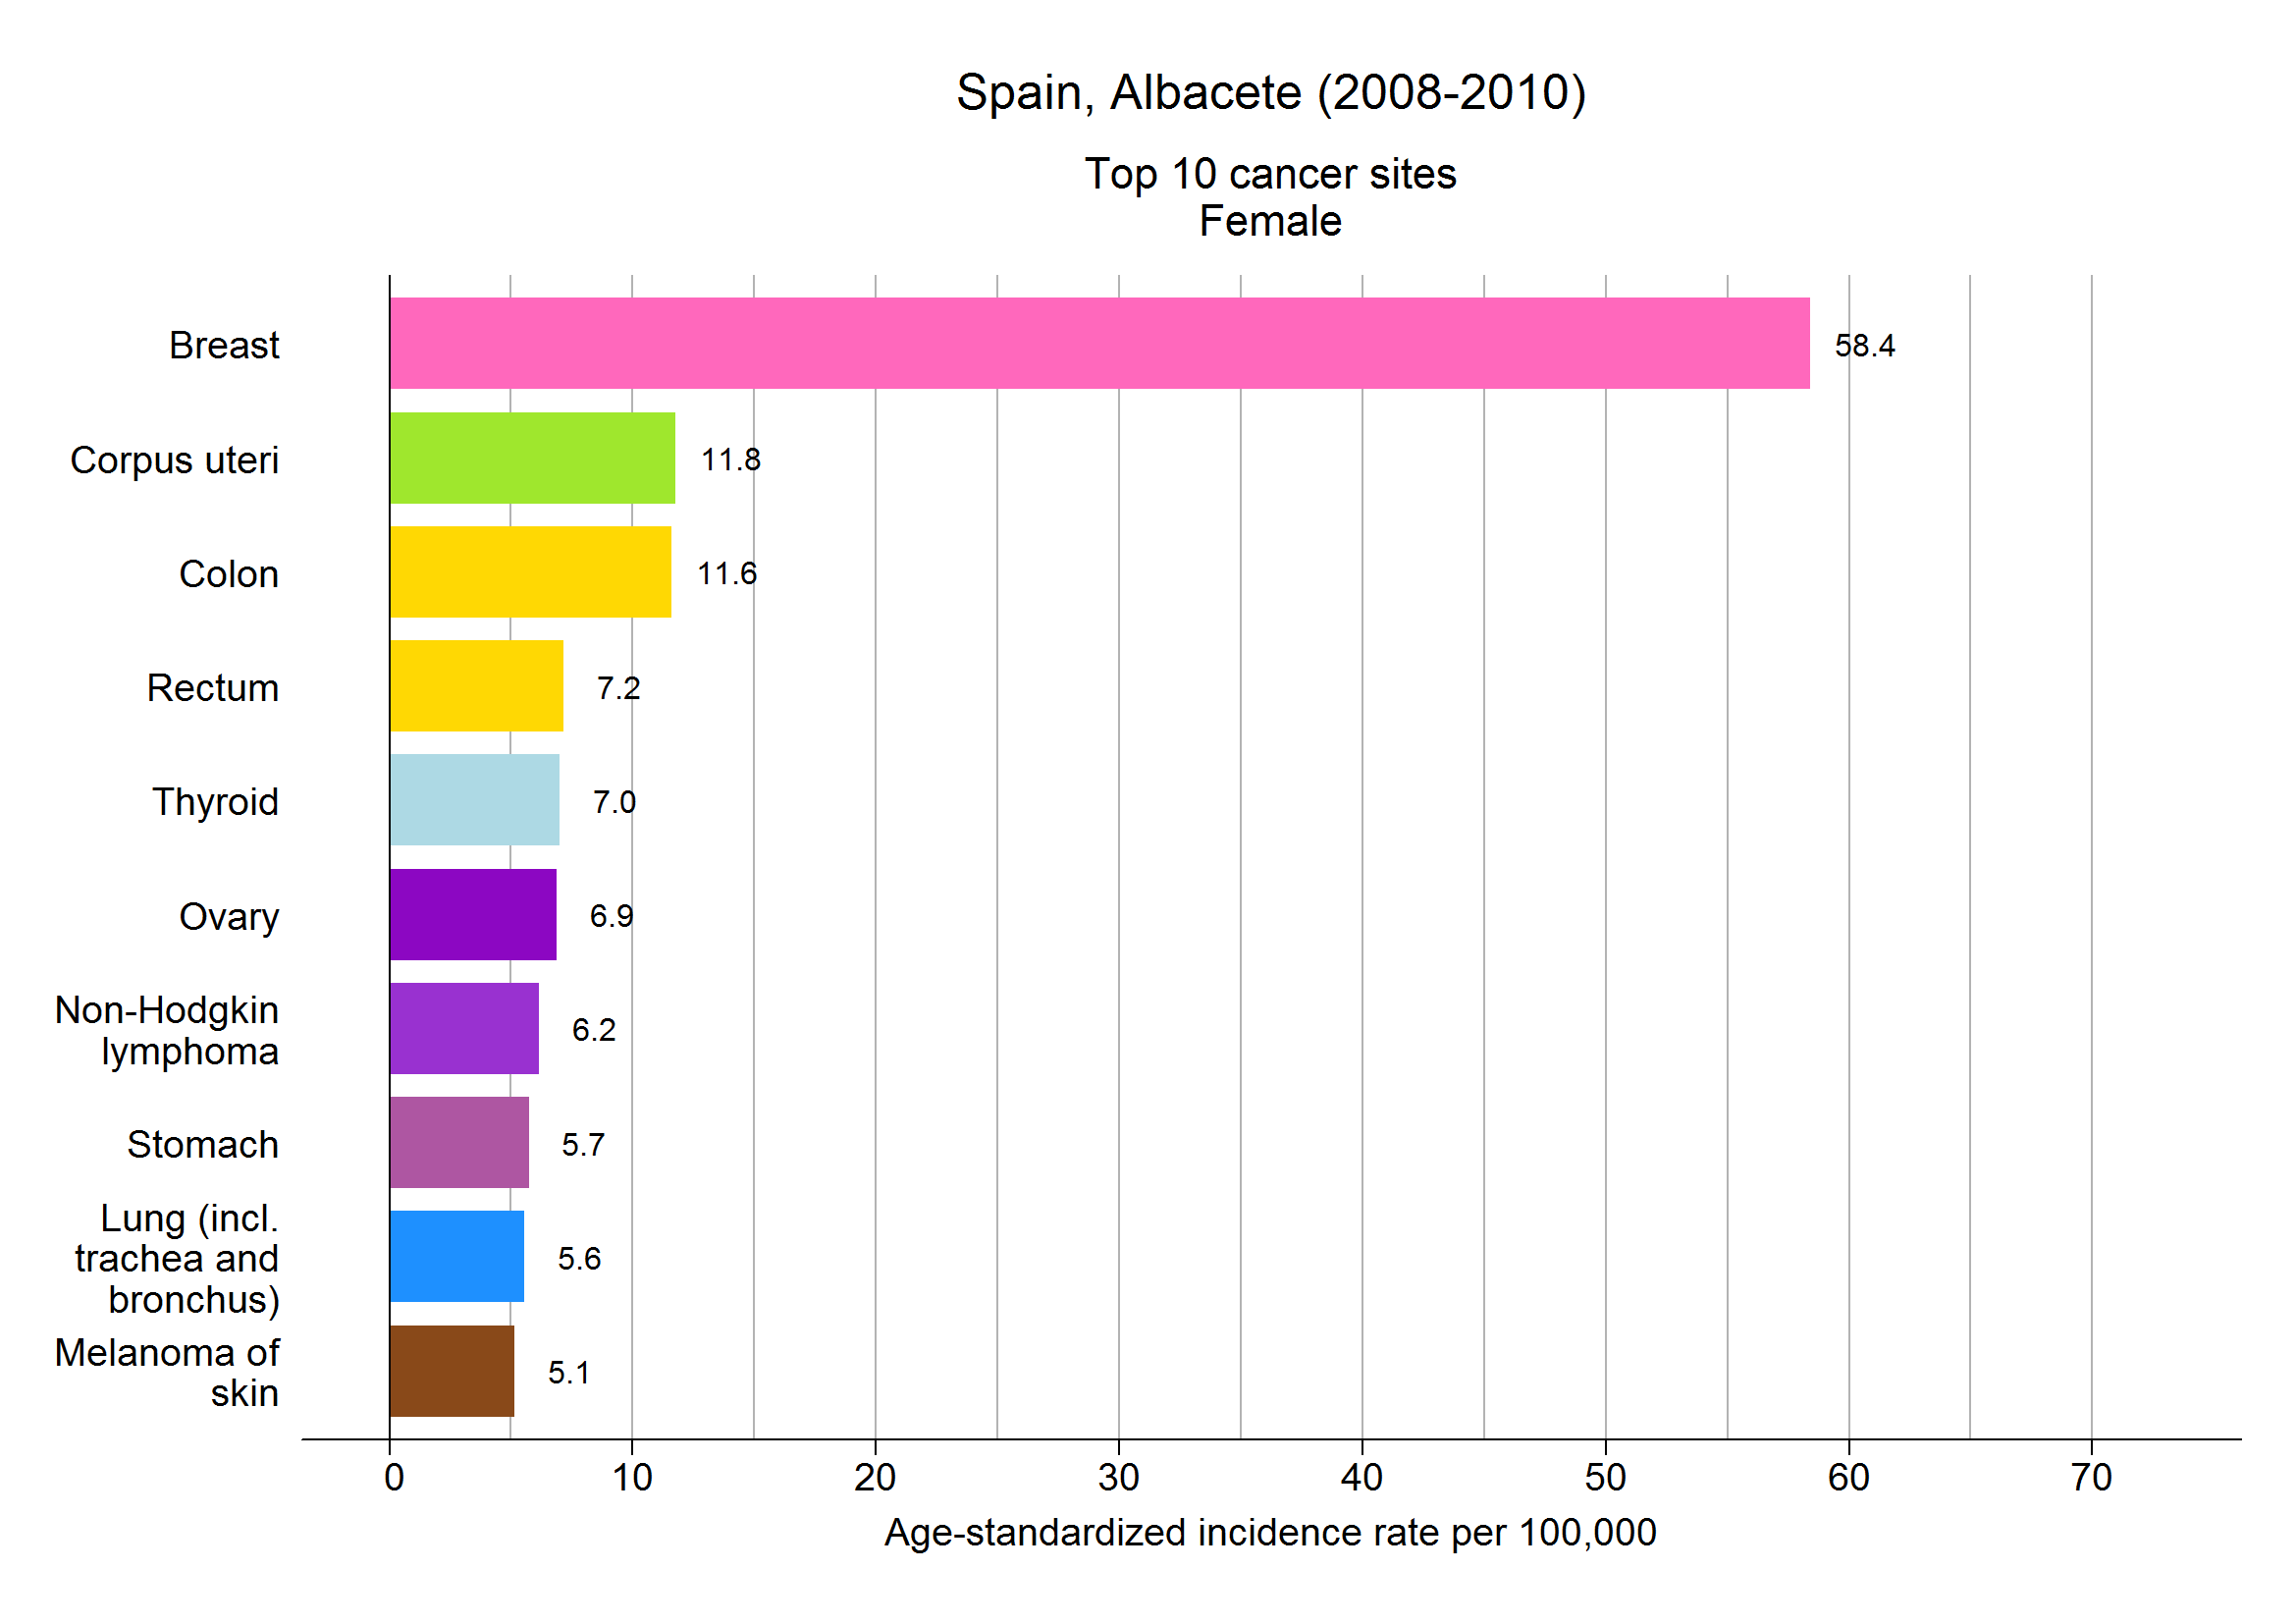 Spain, Albacete (2008-2010)
Top 10 cancer sites
Female
Breast
58.4
Corpus uteri
11.8
Colon
11.6
Rectum
7.2
Thyroid
7.0
Ovary
6.9
Non-Hodgkin
lymphoma
6.2
Stomach
5.7
Lung (incl.
trachea and
bronchus)
5.6
Melanoma of
skin
5.1
0 10 20 30 40 50 60 70
Age-standardized incidence rate per 100,000